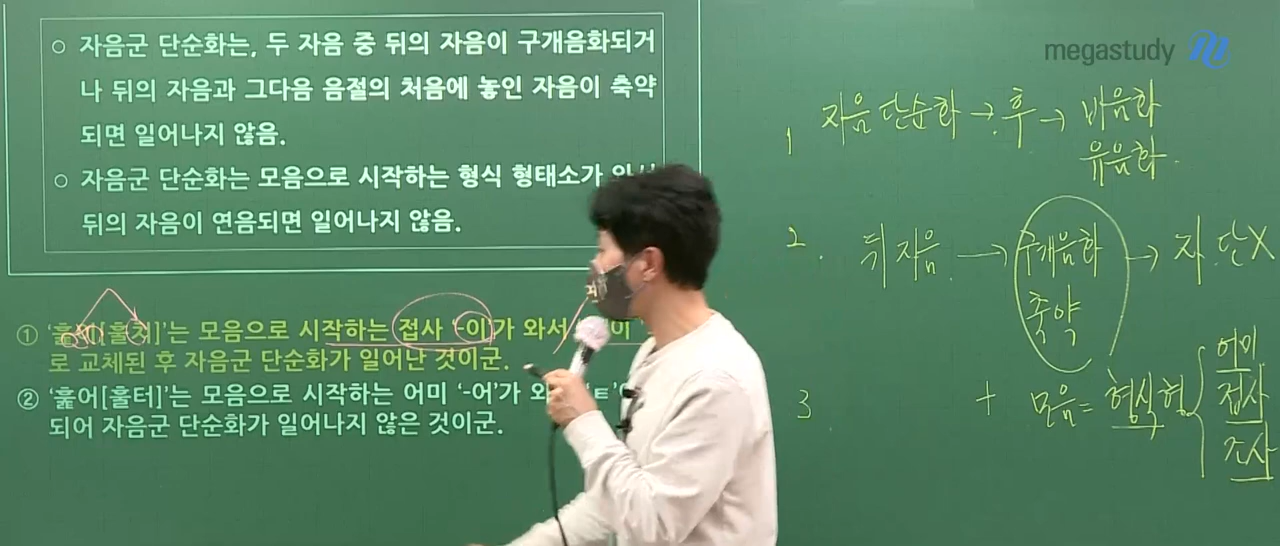 ○ 자음군 단순화는, 두 자음 중 뒤의 자음이 구개음화되거
나 뒤의 자음과 그다음 음절의 처음에 놓인 자음이 축약
되면 일어나지 않음.
○ 자음군 단순화는 모음으로 시작하는 형식 형태소가
뒤의 자음이 연음되면 일어나지 않음.
① 모음으로 시작하는 접사 '-이'가 와서
로 교체된 후 자음군 단순화가 일어난 것이군.
② '훑어[훌터]'는 모음으로 시작하는 어미 '-어'가 'ㅌ'
되어 자음군 단순화가 일어나지 않은 것이군.
megastudy
1 자음 단순화 → 후 → 비음화
유음화.
2. 뒤 자음 → 구개음화 → 자.단X
축약
3 + 모음 = 형식형 { 어미
접사
조사